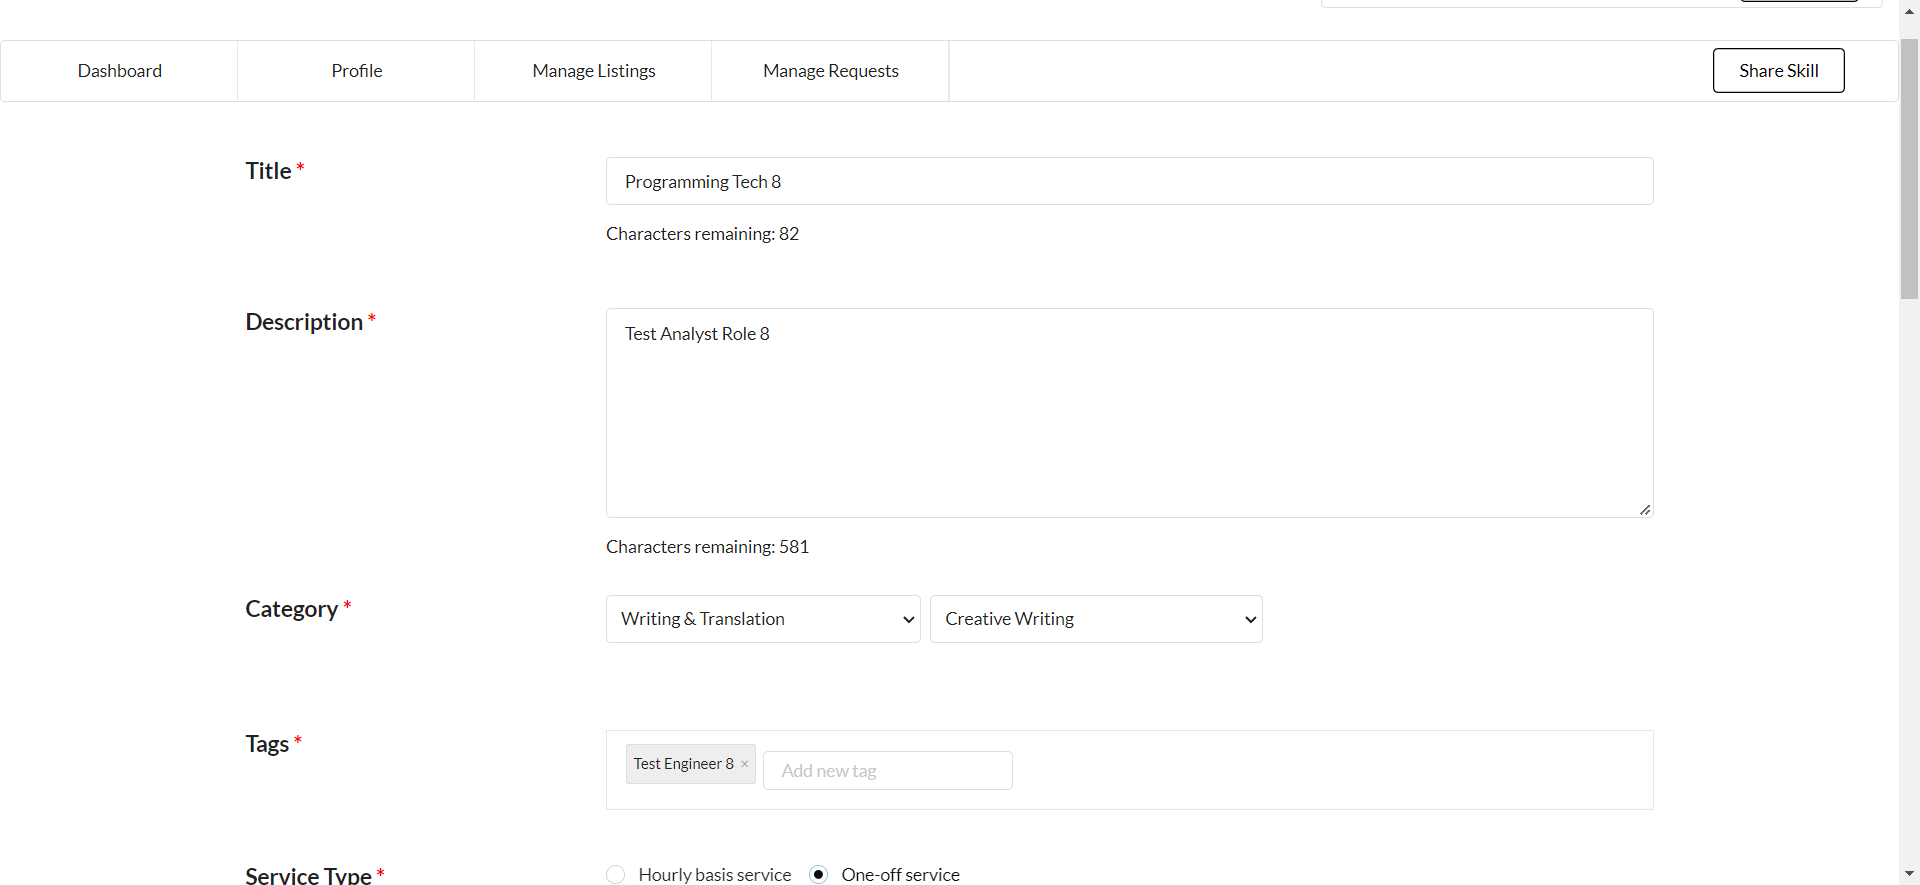 Dashboard
Profile
Manage Listings
Manage Requests
Share Skill
Title *
Programming Tech 8
Characters remaining: 82
Description *
Test Analyst Role 8
Characters remaining: 581
Category *
Writing & Translation
Creative Writing
Tags *
Test Engineer 8 ×
Add new tag
Service Type *
Hourly basis service
One-off service